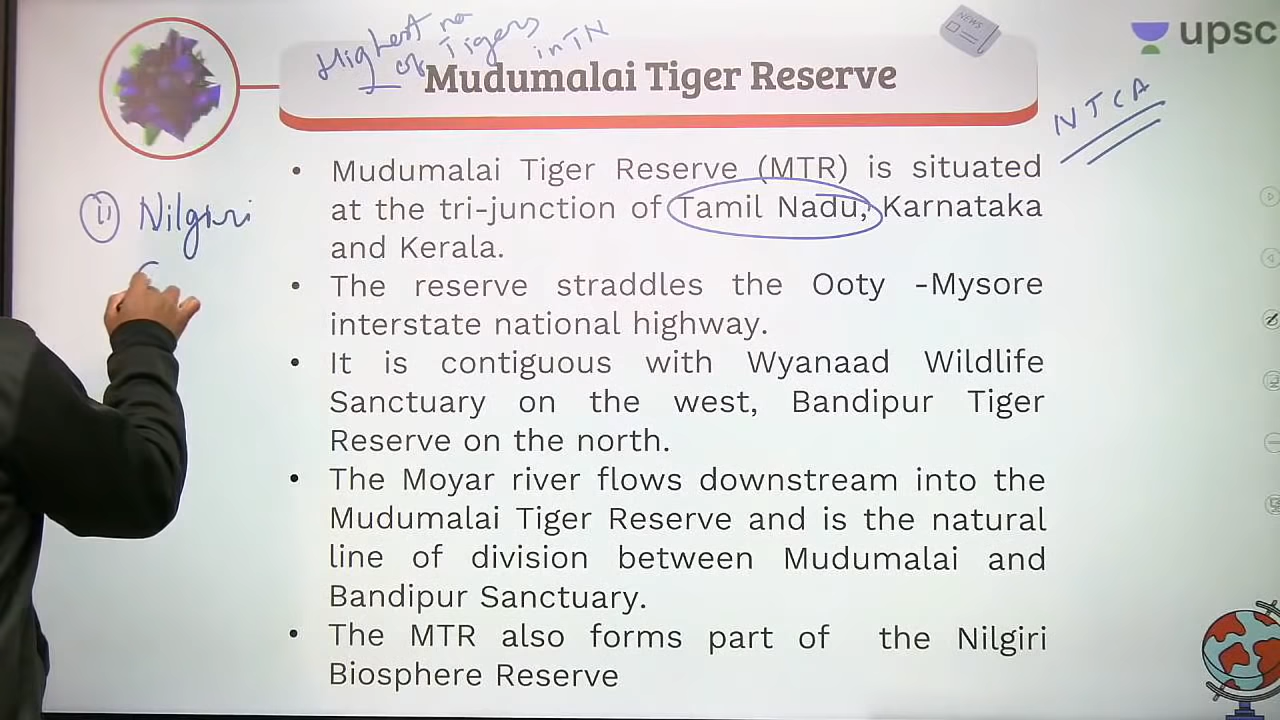 Highest no
of Tigers
in TN
NEWS
upsc
Mudumalai Tiger Reserve
NTCA
• Mudumalai Tiger Reserve (MTR) is situated
at the tri-junction of Tamil Nadu, Karnataka
and Kerala.
ii) Nilgiri
• The reserve straddles the Ooty -Mysore
interstate national highway.
• It is contiguous with Wyanaad Wildlife
Sanctuary on the west, Bandipur Tiger
Reserve on the north.
• The Moyar river flows downstream into the
Mudumalai Tiger Reserve and is the natural
line of division between Mudumalai and
Bandipur Sanctuary.
• The MTR also forms part of the Nilgiri
Biosphere Reserve